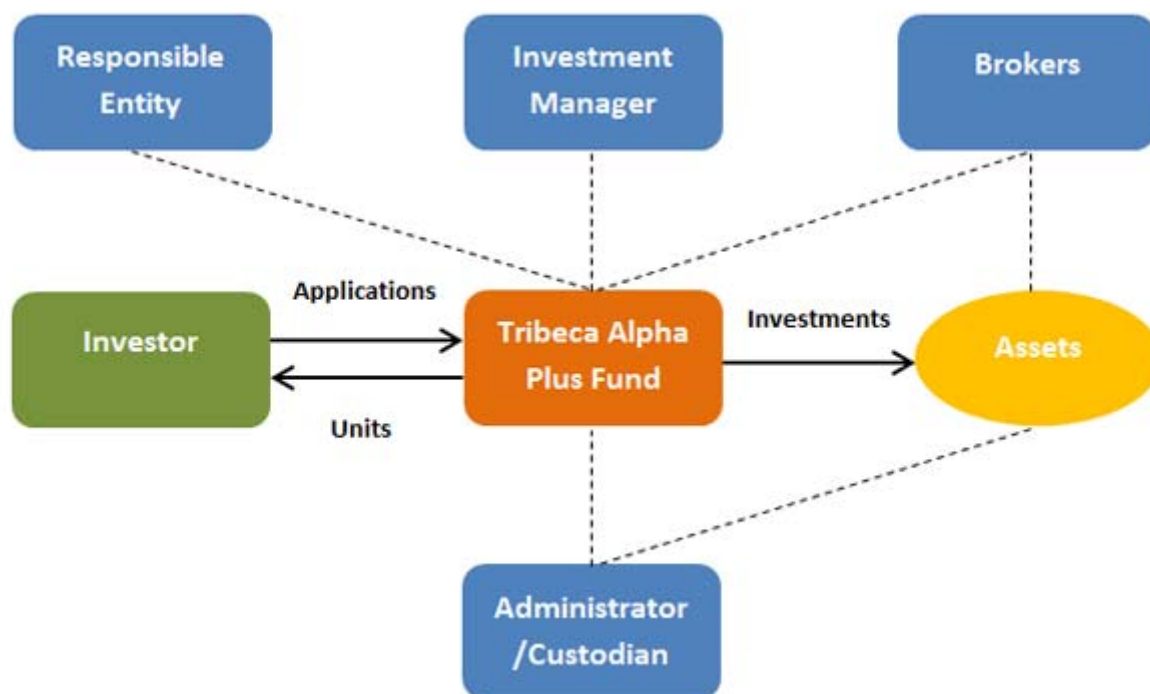 Responsible
Entity
Investment
Manager
Brokers
Applications
Investor
Units
Tribeca Alpha
Plus Fund
Investments
Assets
Administrator
/Custodian